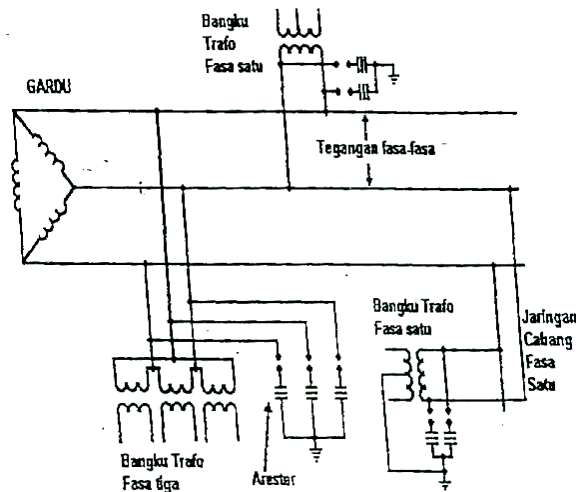 Bangku
Trafo
Fasa satu
GARDU
Tegangan fasa-fasa
Bangku Trafo
Fasa satu
Jaringan
Cabang
Fasa
Satu
Bangku Trafo
Fasa tiga
Arester